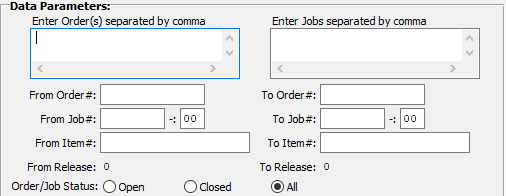 Data Parameters:
Enter Order(s) separated by comma Enter Jobs separated by comma
From Order#: To Order#:
From Job#: -: 00 To Job#: -: 00
From Item#: To Item#:
From Release: 0 To Release: 0
Order/Job Status: Open Closed All